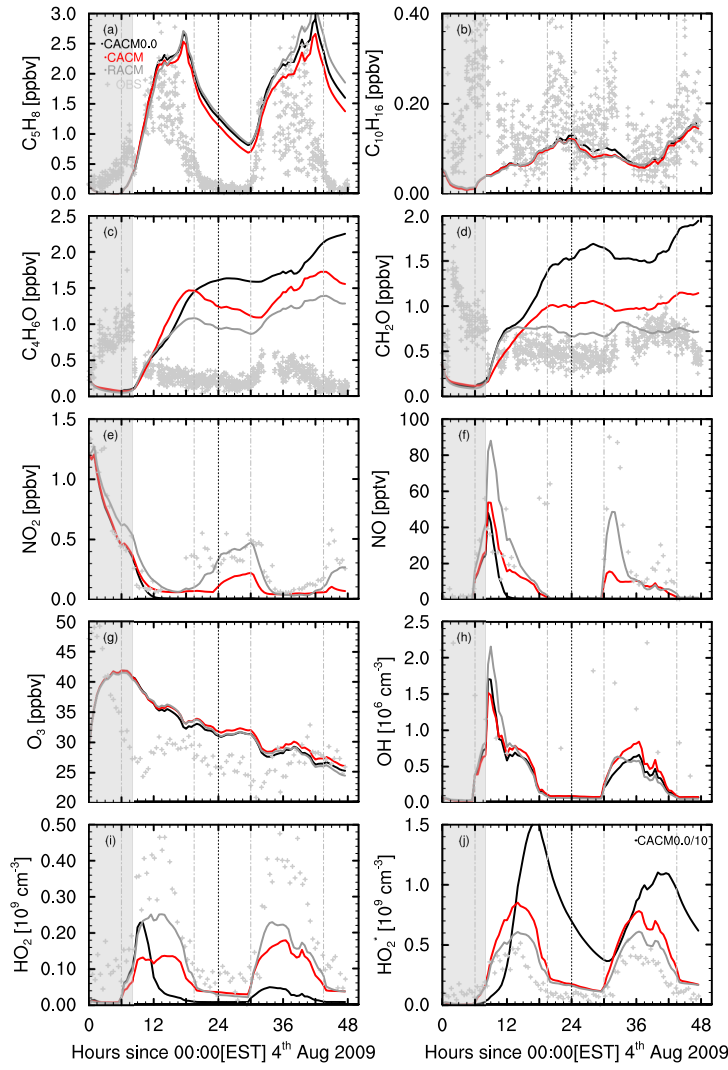 3.0
2.5
2.0
1.5
1.0
0.5
0.0
C5H8 [ppbv]
(a)
•CACM0.0
•CACM
•RACM
OBS
0.40
0.20
0.00
C10H16 [ppbv]
(b)
2.5
2.0
1.5
1.0
0.5
0.0
C4H6O [ppbv]
(c)
2.0
1.5
1.0
0.5
0.0
CH2O [ppbv]
(d)
1.5
1.0
0.5
0.0
NO2 [ppbv]
(e)
100
80
60
40
20
0
NO [pptv]
(f)
50
45
40
35
30
25
20
O3 [ppbv]
(g)
2.5
2.0
1.5
1.0
0.5
0.0
OH [10^6 cm^-3]
(h)
0.50
0.40
0.30
0.20
0.10
0.00
HO2 [10^9 cm^-3]
(i)
0 12 24 36 48
Hours since 00:00[EST] 4th Aug 2009
1.5
1.0
0.5
0.0
HO2* [10^9 cm^-3]
(j)
•CACM0.0/10
0 12 24 36 48
Hours since 00:00[EST] 4th Aug 2009